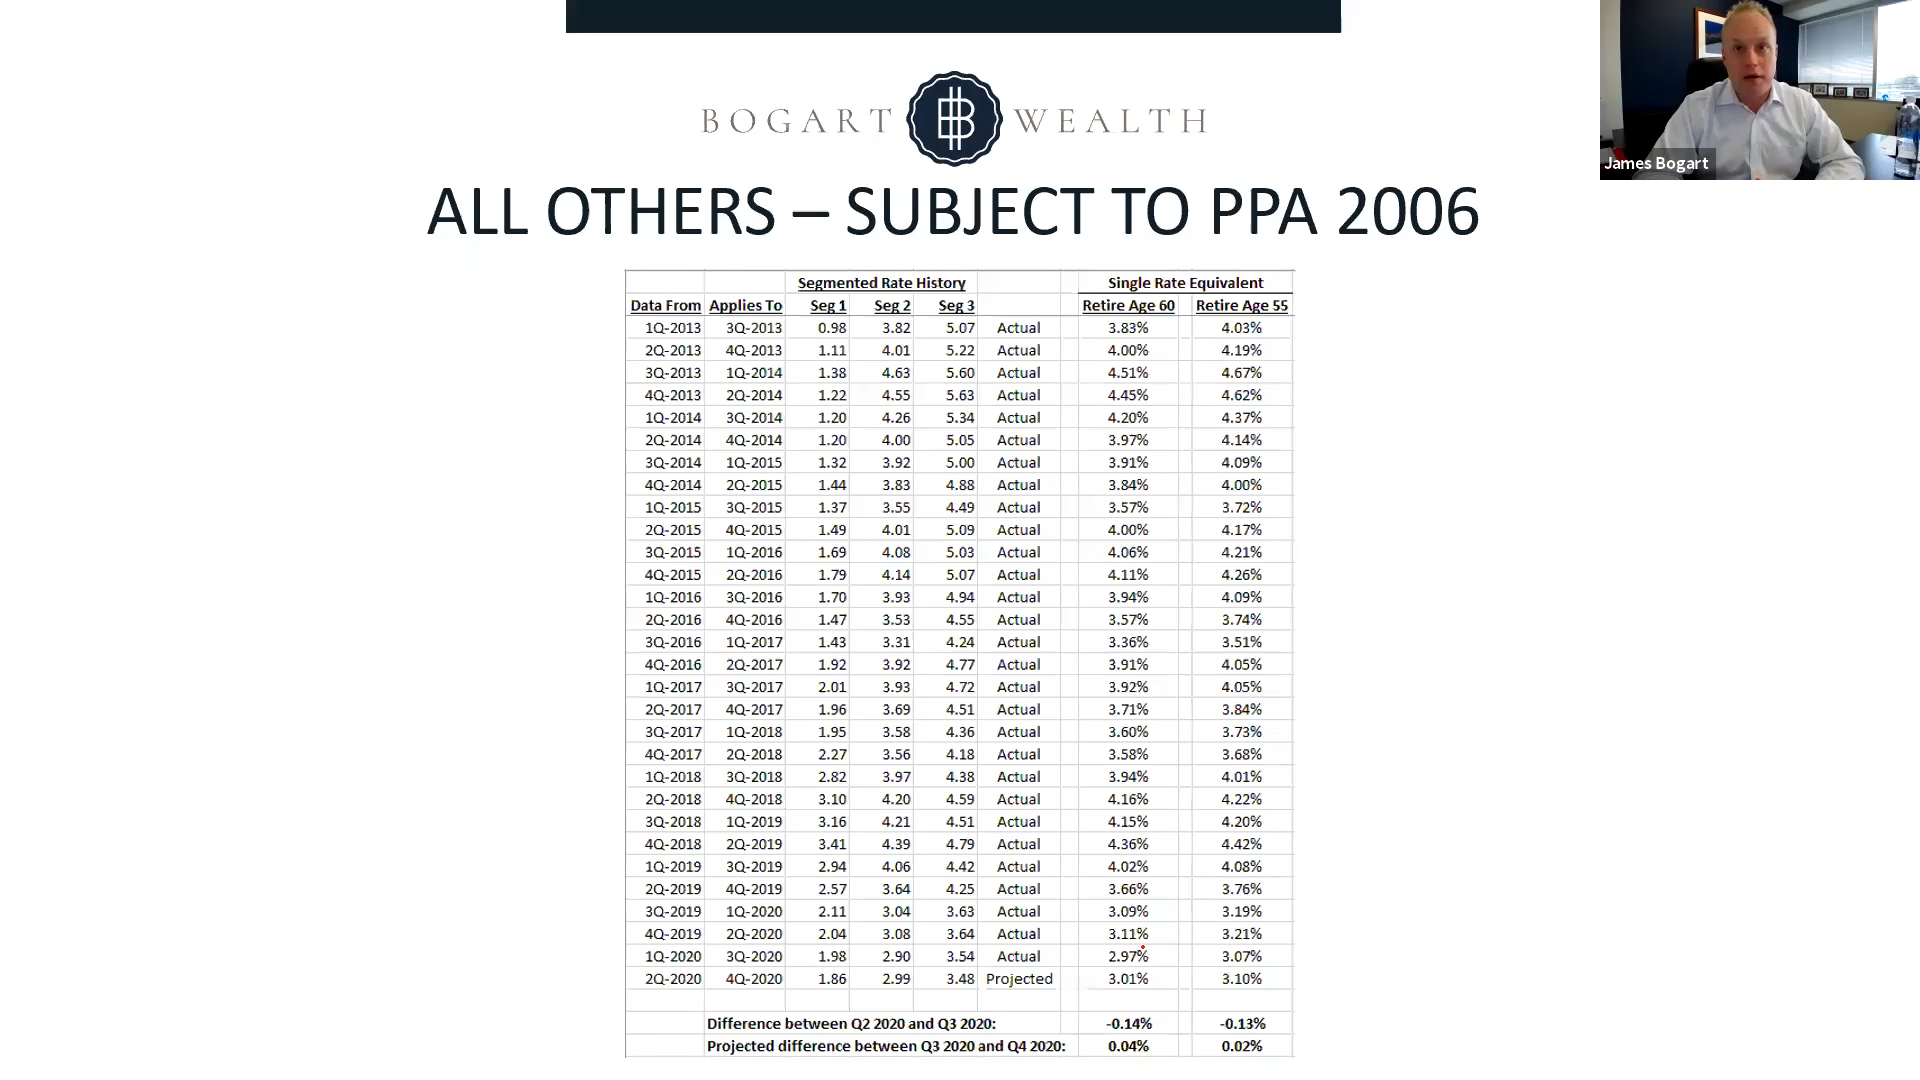 BOGART WEALTH
James Bogart
ALL OTHERS – SUBJECT TO PPA 2006
Segmented Rate History Single Rate Equivalent
Data From Applies To Seg 1 Seg 2 Seg 3 Retire Age 60 Retire Age 55
1Q-2013 3Q-2013 0.98 3.82 5.07 Actual 3.83% 4.03%
2Q-2013 4Q-2013 1.11 4.01 5.22 Actual 4.00% 4.19%
3Q-2013 1Q-2014 1.38 4.63 5.60 Actual 4.51% 4.67%
4Q-2013 2Q-2014 1.22 4.55 5.63 Actual 4.45% 4.62%
1Q-2014 3Q-2014 1.20 4.26 5.34 Actual 4.20% 4.37%
2Q-2014 4Q-2014 1.20 4.00 5.05 Actual 3.97% 4.14%
3Q-2014 1Q-2015 1.32 3.92 5.00 Actual 3.91% 4.09%
4Q-2014 2Q-2015 1.44 3.83 4.88 Actual 3.84% 4.00%
1Q-2015 3Q-2015 1.37 3.55 4.49 Actual 3.57% 3.72%
2Q-2015 4Q-2015 1.49 4.01 5.09 Actual 4.00% 4.17%
3Q-2015 1Q-2016 1.69 4.08 5.03 Actual 4.06% 4.21%
4Q-2015 2Q-2016 1.79 4.14 5.07 Actual 4.11% 4.26%
1Q-2016 3Q-2016 1.70 3.93 4.94 Actual 3.94% 4.09%
2Q-2016 4Q-2016 1.47 3.53 4.55 Actual 3.57% 3.74%
3Q-2016 1Q-2017 1.43 3.31 4.24 Actual 3.36% 3.51%
4Q-2016 2Q-2017 1.92 3.92 4.77 Actual 3.91% 4.05%
1Q-2017 3Q-2017 2.01 3.93 4.72 Actual 3.92% 4.05%
2Q-2017 4Q-2017 1.96 3.69 4.51 Actual 3.71% 3.84%
3Q-2017 1Q-2018 1.95 3.58 4.36 Actual 3.60% 3.73%
4Q-2017 2Q-2018 2.27 3.56 4.18 Actual 3.58% 3.68%
1Q-2018 3Q-2018 2.82 3.97 4.38 Actual 3.94% 4.01%
2Q-2018 4Q-2018 3.10 4.20 4.59 Actual 4.16% 4.22%
3Q-2018 1Q-2019 3.16 4.21 4.51 Actual 4.15% 4.20%
4Q-2018 2Q-2019 3.41 4.39 4.79 Actual 4.36% 4.42%
1Q-2019 3Q-2019 2.94 4.06 4.42 Actual 4.02% 4.08%
2Q-2019 4Q-2019 2.57 3.64 4.25 Actual 3.66% 3.76%
3Q-2019 1Q-2020 2.11 3.04 3.63 Actual 3.09% 3.19%
4Q-2019 2Q-2020 2.04 3.08 3.64 Actual 3.11% 3.21%
1Q-2020 3Q-2020 1.98 2.90 3.54 Actual 2.97% 3.07%
2Q-2020 4Q-2020 1.86 2.99 3.48 Projected 3.01% 3.10%
Difference between Q2 2020 and Q3 2020: -0.14% -0.13%
Projected difference between Q3 2020 and Q4 2020: 0.04% 0.02%